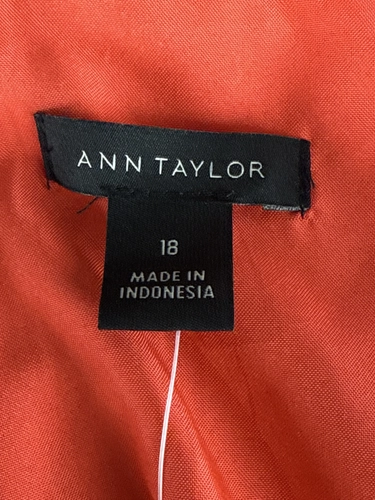 ANN TAYLOR
18
MADE IN
INDONESIA